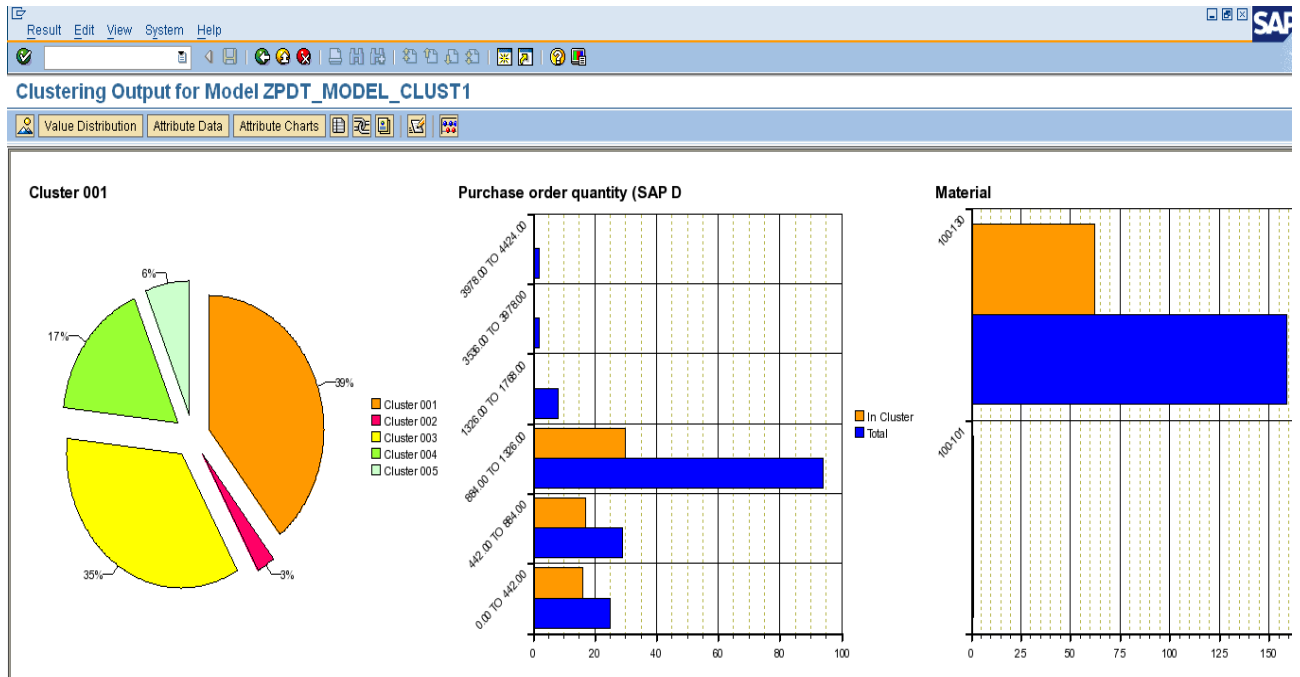 Result Edit View System Help
SAP
Clustering Output for Model ZPDT_MODEL_CLUST1
Value Distribution Attribute Data Attribute Charts
Cluster 001
6%
17%
39%
35%
3%
Cluster 001
Cluster 002
Cluster 003
Cluster 004
Cluster 005
Purchase order quantity (SAP D
3978.00 TO 4424.00
3536.00 TO 3978.00
1326.00 TO 1768.00
884.00 TO 1326.00
442.00 TO 884.00
0.00 TO 442.00
0 20 40 60 80 100
In Cluster
Total
Material
100-130
100-101
0 25 50 75 100 125 150